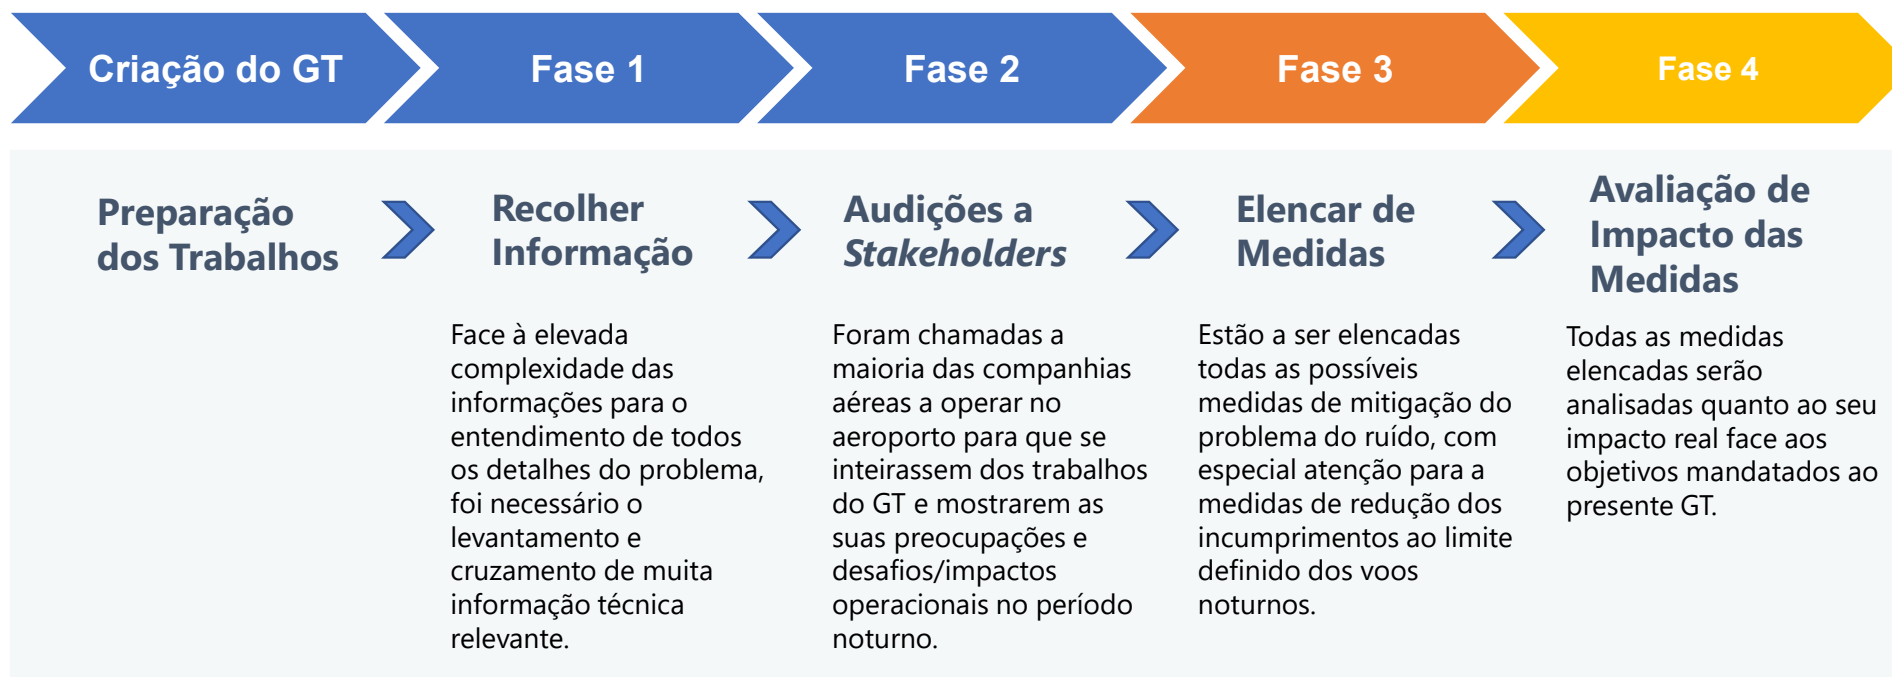 Criação do GT
Fase 1
Fase 2
Fase 3
Fase 4
Preparação
dos Trabalhos
Recolher
Informação
Face à elevada
complexidade das
informações para o
entendimento de todos
os detalhes do problema,
foi necessário o
levantamento e
cruzamento de muita
informação técnica
relevante.
Audições a
Stakeholders
Foram chamadas a
maioria das companhias
aéreas a operar no
aeroporto para que se
inteirassem dos trabalhos
do GT e mostrarem as
suas preocupações e
desafios/impactos
operacionais no período
noturno.
Elencar de
Medidas
Estão a ser elencadas
todas as possíveis
medidas de mitigação do
problema do ruído, com
especial atenção para a
medidas de redução dos
incumprimentos ao limite
definido dos voos
noturnos.
Avaliação de
Impacto das
Medidas
Todas as medidas
elencadas serão
analisadas quanto ao seu
impacto real face aos
objetivos mandatados ao
presente GT.